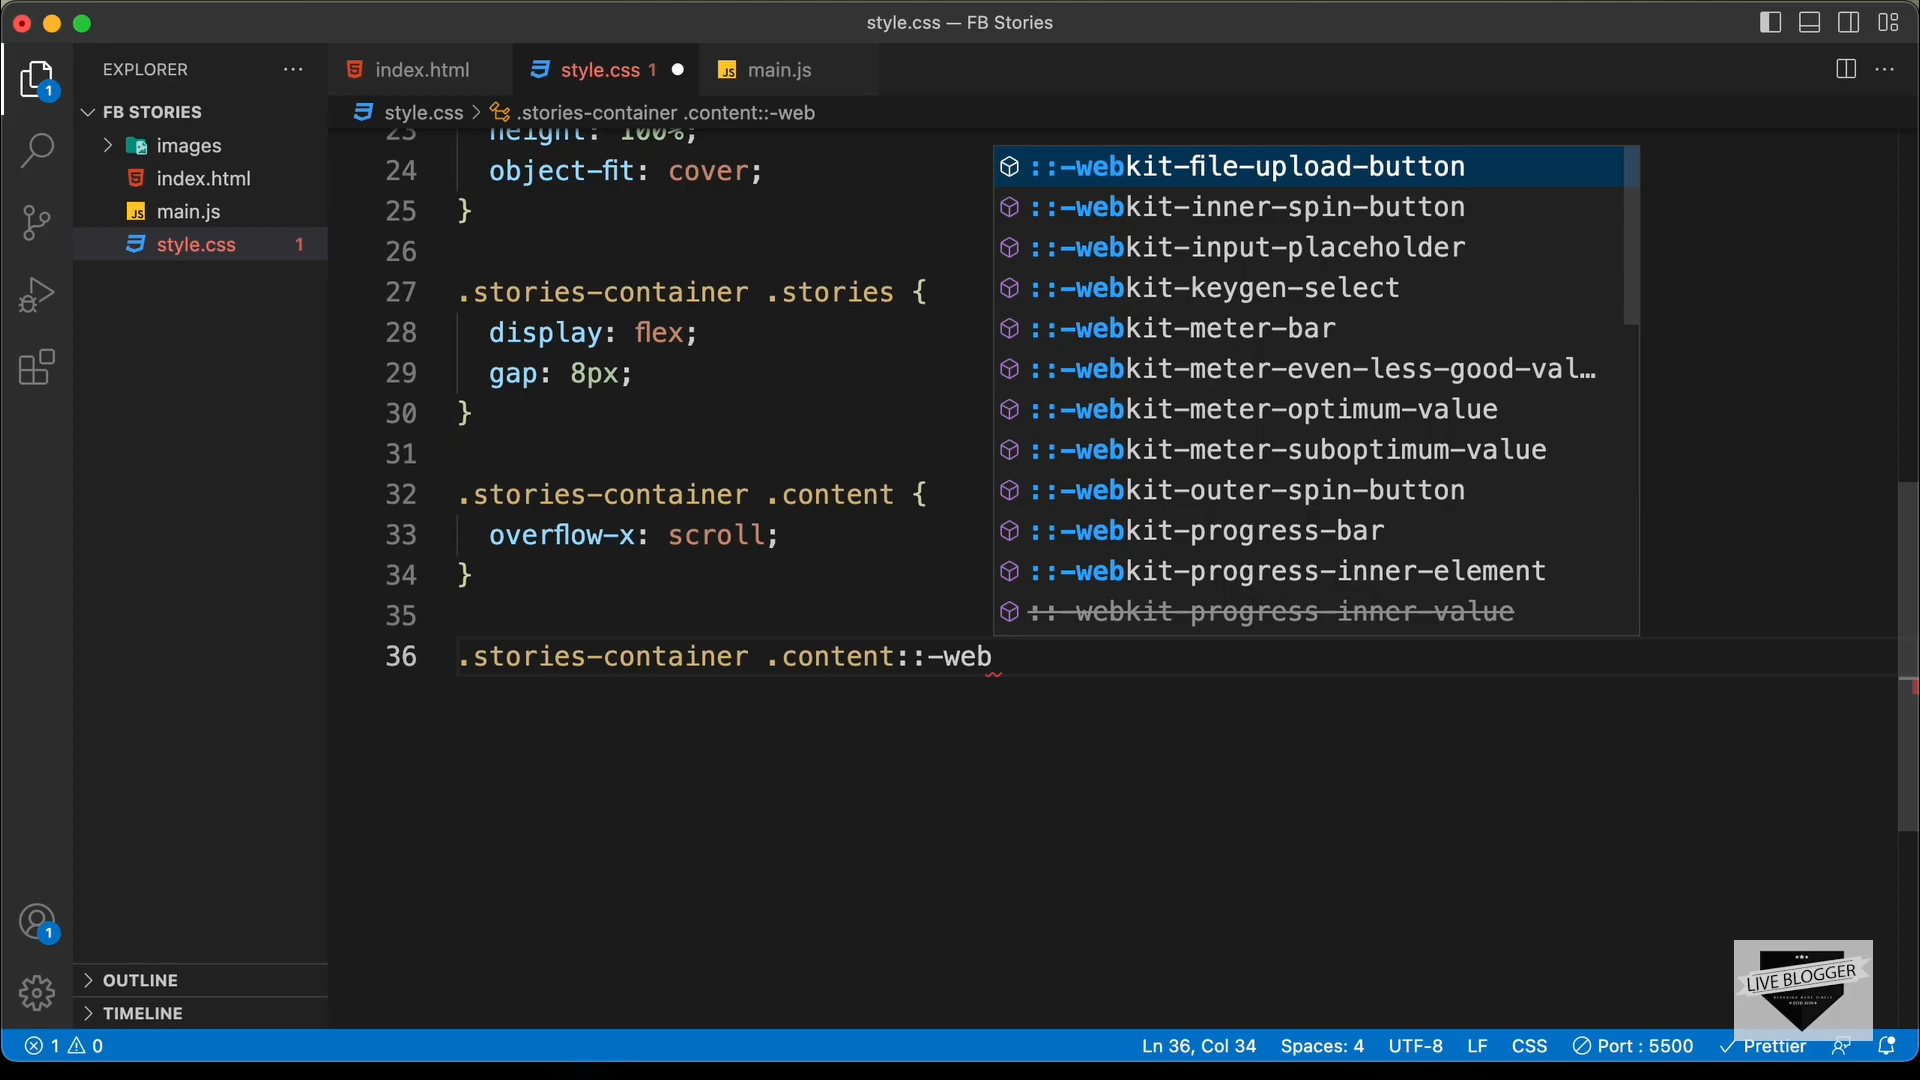 style.css — FB Stories
EXPLORER
FB STORIES
images
index.html
main.js
style.css 1
1
1
OUTLINE
TIMELINE
index.html
style.css 1
main.js
style.css > .stories-container .content::-web
23 height: 100%;
24 object-fit: cover;
25 }
26
27 .stories-container .stories {
28 display: flex;
29 gap: 8px;
30 }
31
32 .stories-container .content {
33 overflow-x: scroll;
34 }
35
36 .stories-container .content::-web
::-webkit-file-upload-button
::-webkit-inner-spin-button
::-webkit-input-placeholder
::-webkit-keygen-select
::-webkit-meter-bar
::-webkit-meter-even-less-good-val…
::-webkit-meter-optimum-value
::-webkit-meter-suboptimum-value
::-webkit-outer-spin-button
::-webkit-progress-bar
::-webkit-progress-inner-element
::-webkit-progress-inner-value
LIVE BLOGGER
1 0
Ln 36, Col 34 Spaces: 4 UTF-8 LF CSS Port : 5500 Prettier